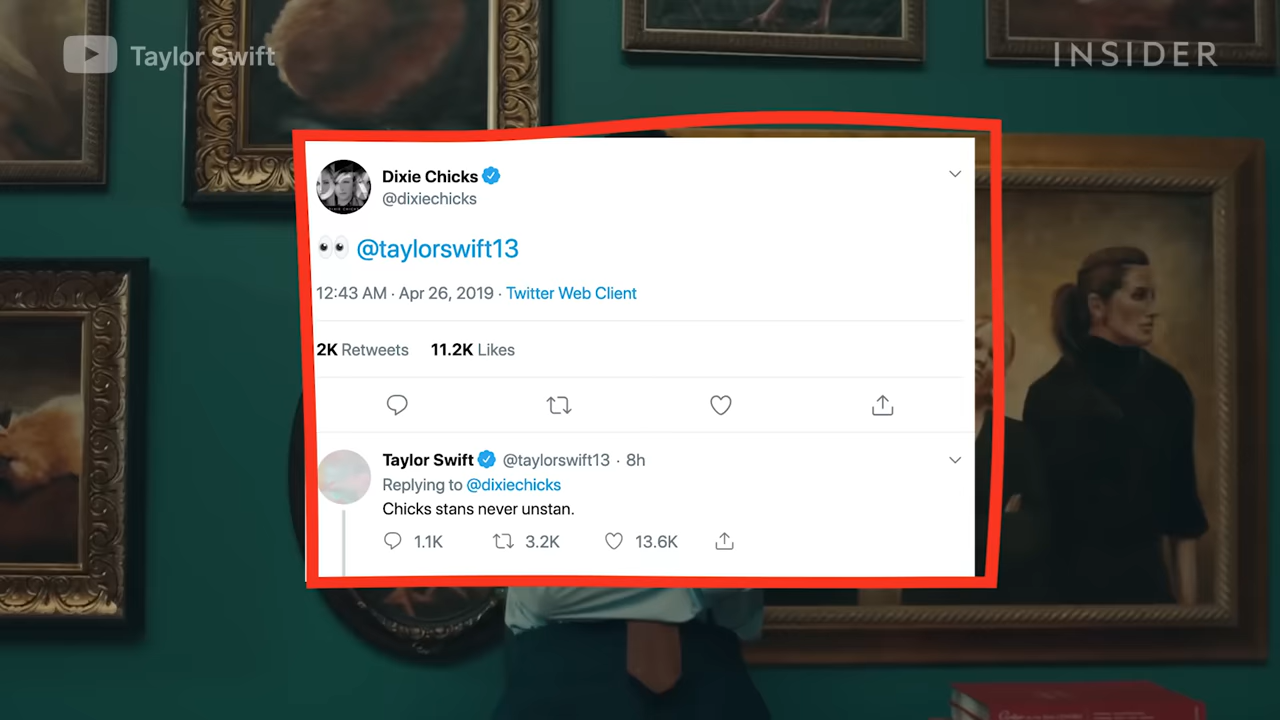 Taylor Swift
INSIDER
Dixie Chicks
@dixiechicks
👀 @taylorswift13
12:43 AM · Apr 26, 2019 · Twitter Web Client
2K Retweets 11.2K Likes
Taylor Swift @taylorswift13 · 8h
Replying to @dixiechicks
Chicks stans never unstan.
1.1K 3.2K 13.6K